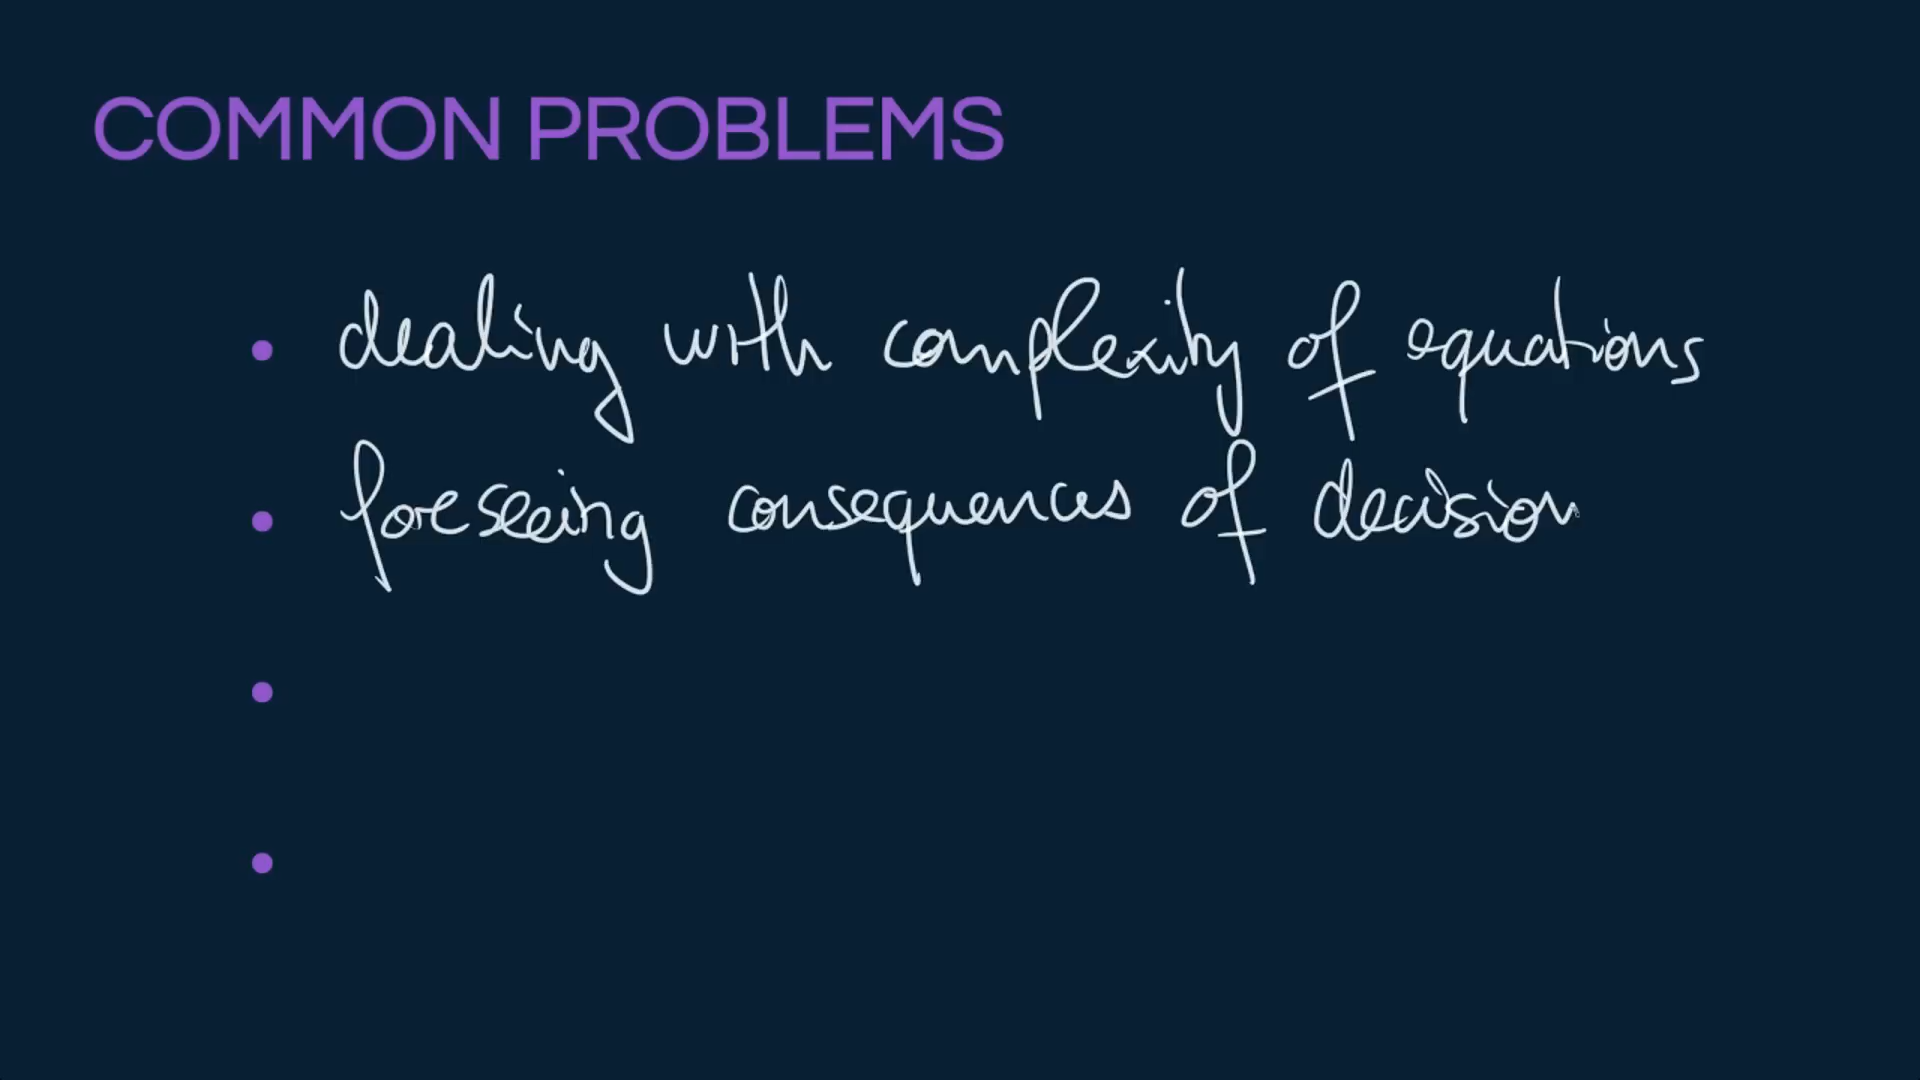 COMMON PROBLEMS
• dealing with complexity of equations
• foreseeing consequences of decision
•
•